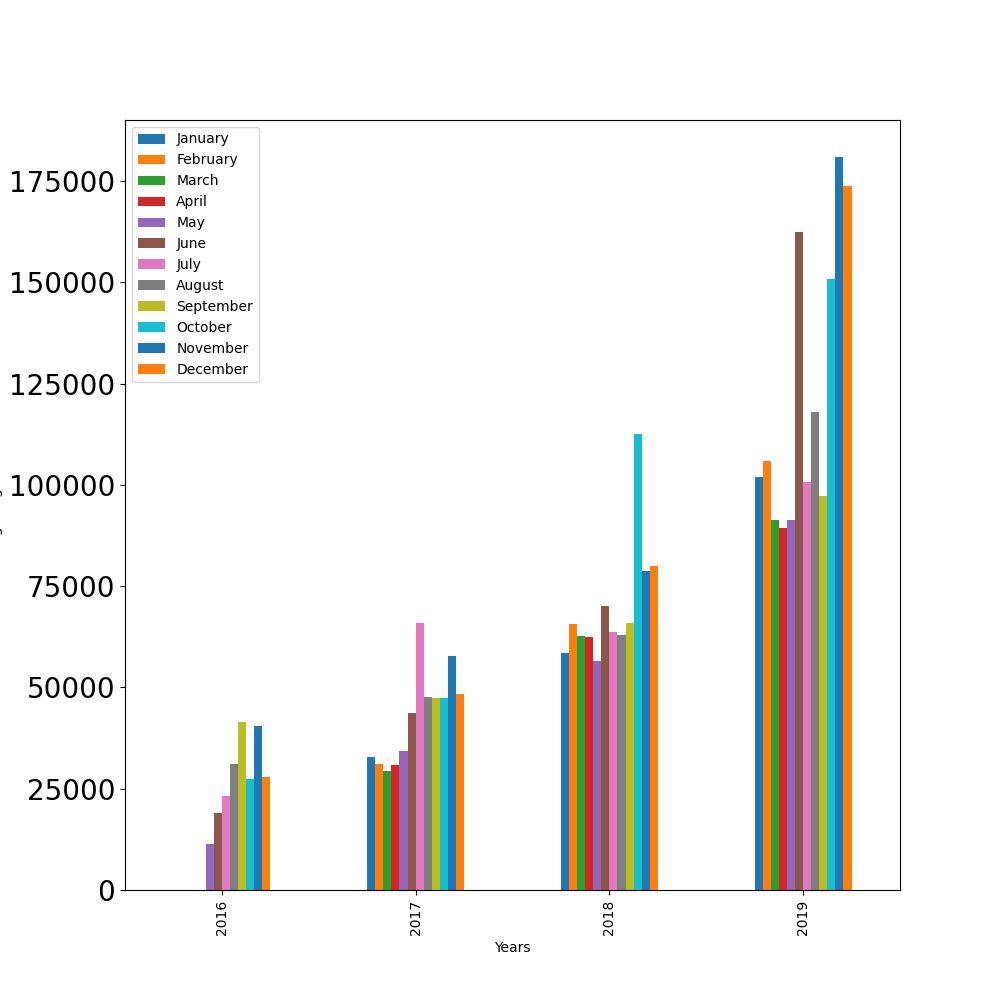 January
February
March
April
May
June
July
August
September
October
November
December
175000
150000
125000
100000
75000
50000
25000
0
2016
2017
2018
2019
Years